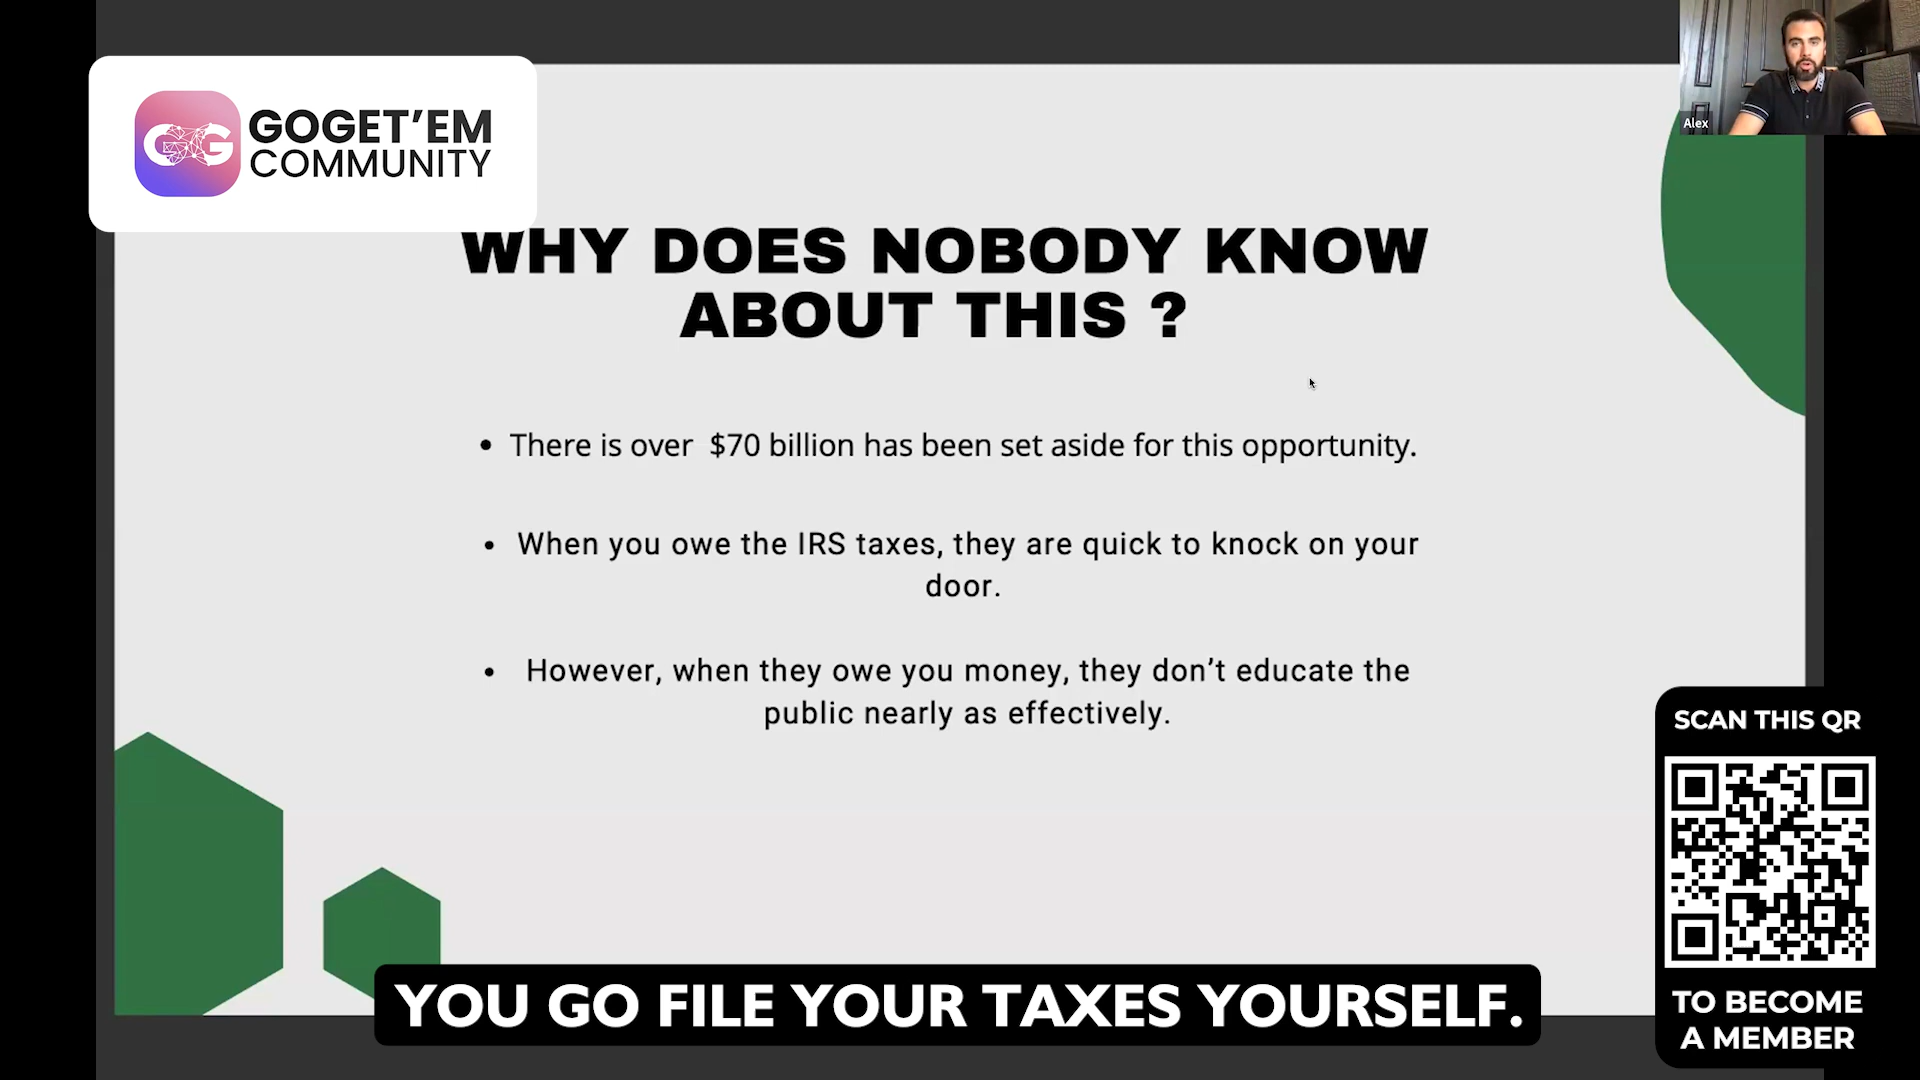 GOGET'EM
COMMUNITY
Alex
WHY DOES NOBODY KNOW
ABOUT THIS ?
• There is over $70 billion has been set aside for this opportunity.
• When you owe the IRS taxes, they are quick to knock on your
door.
• However, when they owe you money, they don’t educate the
public nearly as effectively.
SCAN THIS QR
TO BECOME
A MEMBER
YOU GO FILE YOUR TAXES YOURSELF.